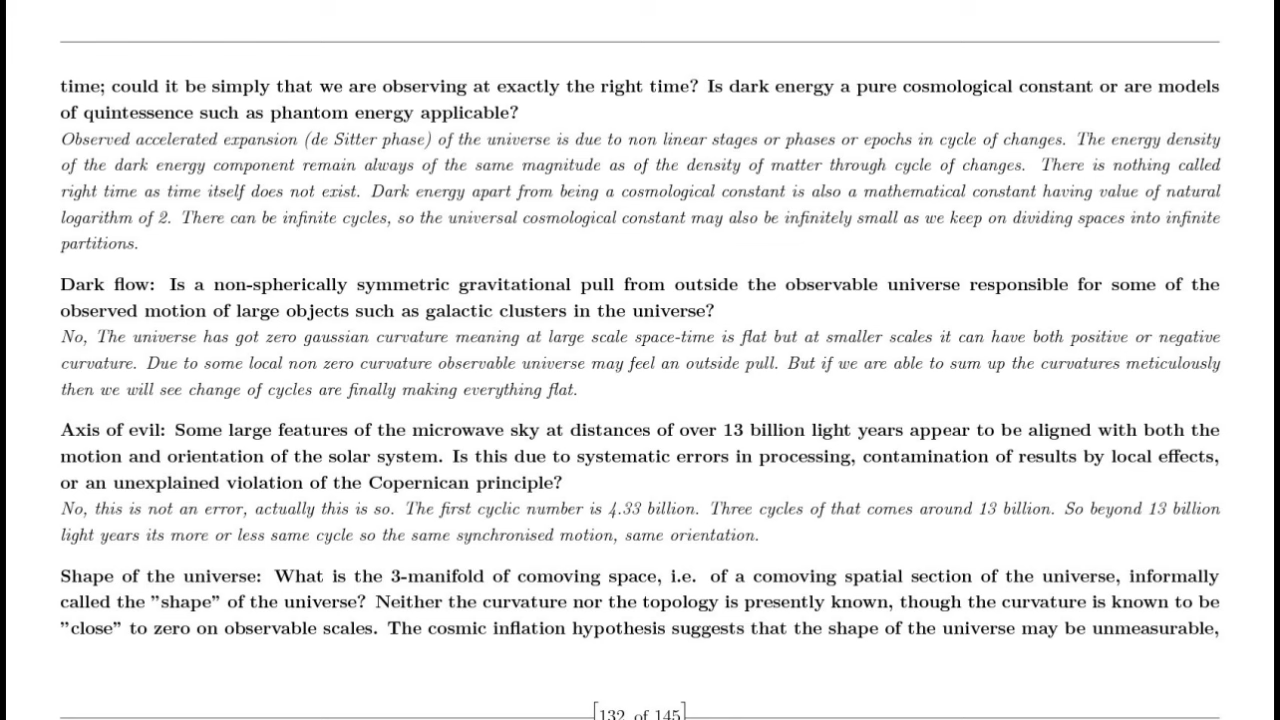 time; could it be simply that we are observing at exactly the right time? Is dark energy a pure cosmological constant or are models
of quintessence such as phantom energy applicable?
Observed accelerated expansion (de Sitter phase) of the universe is due to non linear stages or phases or epochs in cycle of changes. The energy density
of the dark energy component remain always of the same magnitude as of the density of matter through cycle of changes. There is nothing called
right time as time itself does not exist. Dark energy apart from being a cosmological constant is also a mathematical constant having value of natural
logarithm of 2. There can be infinite cycles, so the universal cosmological constant may also be infinitely small as we keep on dividing spaces into infinite
partitions.
Dark flow: Is a non-spherically symmetric gravitational pull from outside the observable universe responsible for some of the
observed motion of large objects such as galactic clusters in the universe?
No, The universe has got zero gaussian curvature meaning at large scale space-time is flat but at smaller scales it can have both positive or negative
curvature. Due to some local non zero curvature observable universe may feel an outside pull. But if we are able to sum up the curvatures meticulously
then we will see change of cycles are finally making everything flat.
Axis of evil: Some large features of the microwave sky at distances of over 13 billion light years appear to be aligned with both the
motion and orientation of the solar system. Is this due to systematic errors in processing, contamination of results by local effects,
or an unexplained violation of the Copernican principle?
No, this is not an error, actually this is so. The first cyclic number is 4.33 billion. Three cycles of that comes around 13 billion. So beyond 13 billion
light years its more or less same cycle so the same synchronised motion, same orientation.
Shape of the universe: What is the 3-manifold of comoving space, i.e. of a comoving spatial section of the universe, informally
called the ”shape” of the universe? Neither the curvature nor the topology is presently known, though the curvature is known to be
”close” to zero on observable scales. The cosmic inflation hypothesis suggests that the shape of the universe may be unmeasurable,
[132 of 145]